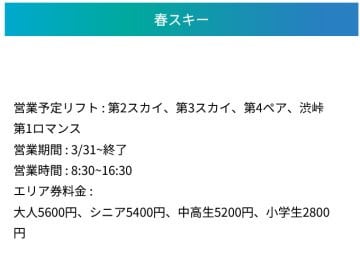 春スキー
営業予定リフト : 第2スカイ、第3スカイ、第4ペア、渋峠
第1ロマンス
営業期間 : 3/31~終了
営業時間 : 8:30~16:30
エリア券料金 :
大人5600円、シニア5400円、中高生5200円、小学生2800
円